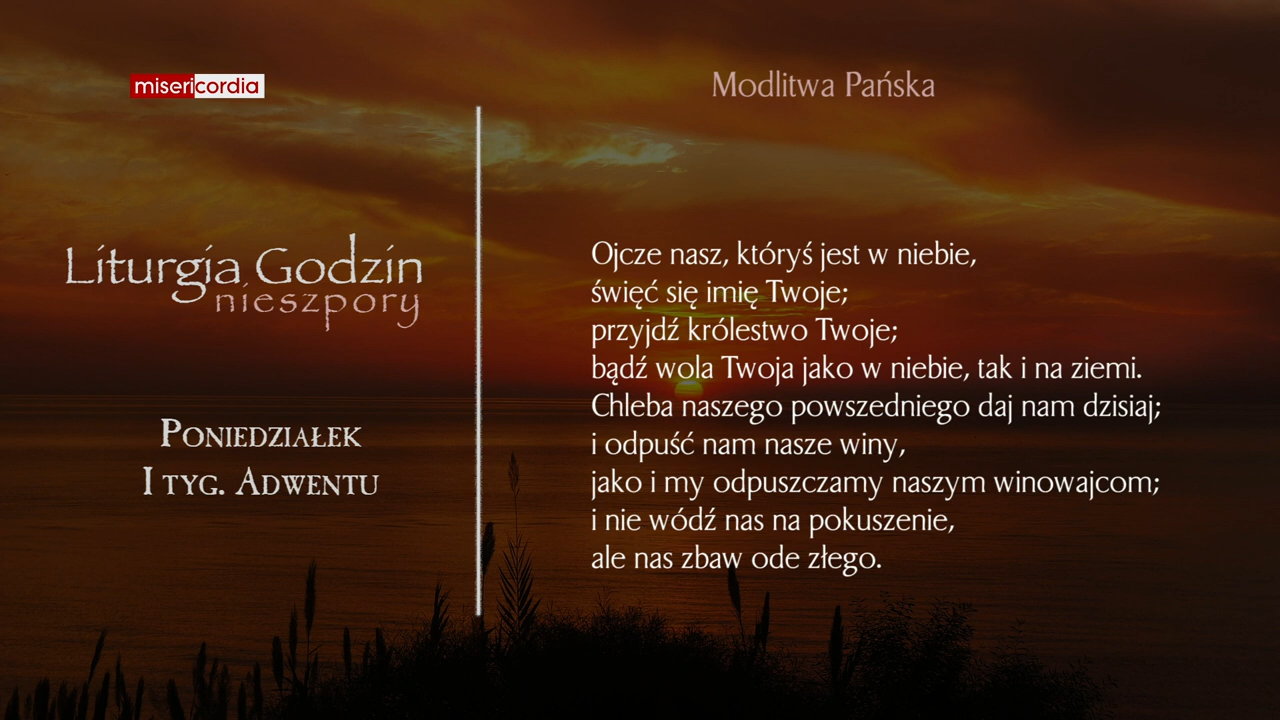 misericordia
Liturgia Godzin
nieszpory
Poniedziałek
I tyg. Adwentu
Modlitwa Pańska
Ojcze nasz, któryś jest w niebie,
święć się imię Twoje;
przyjdź królestwo Twoje;
bądź wola Twoja jako w niebie, tak i na ziemi.
Chleba naszego powszedniego daj nam dzisiaj;
i odpuść nam nasze winy,
jako i my odpuszczamy naszym winowajcom;
i nie wódź nas na pokuszenie,
ale nas zbaw ode złego.